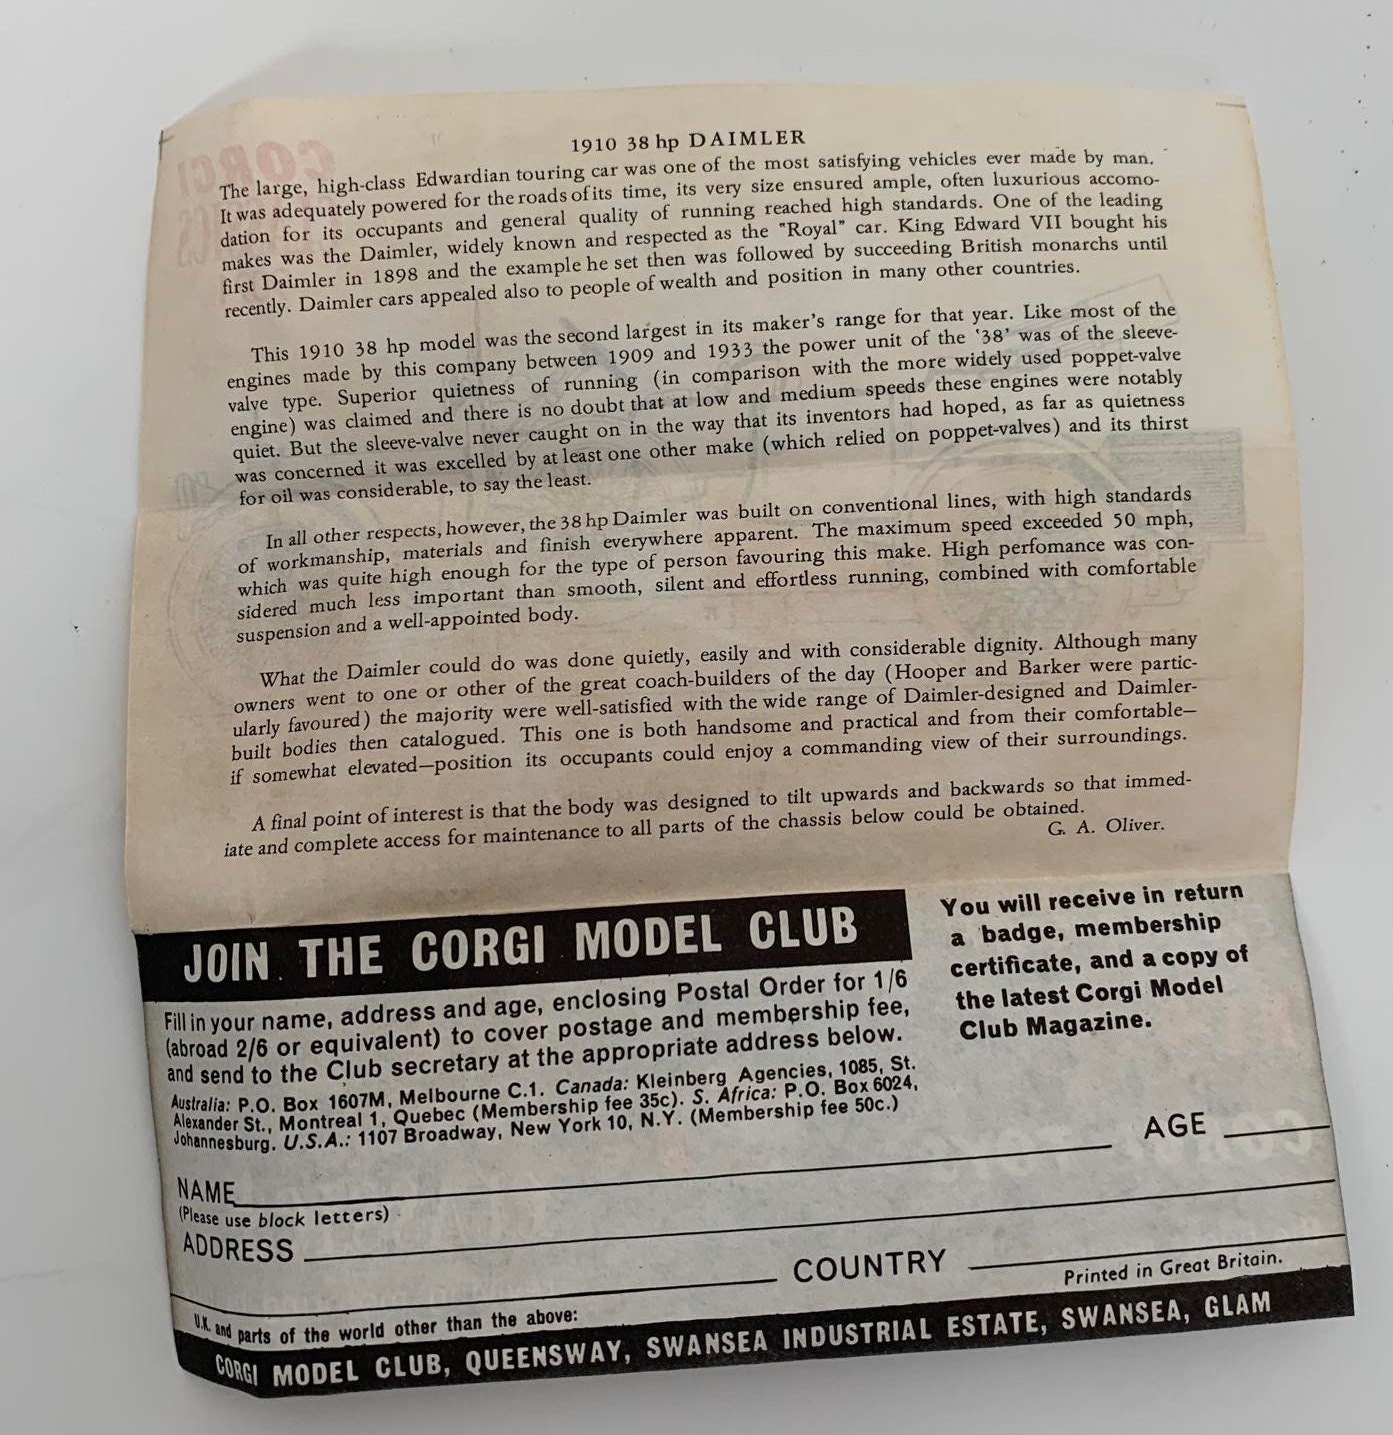 1910 38 hp DAIMLER
The large, high-class Edwardian touring car was one of the most satisfying vehicles ever made by man.
It was adequately powered for the roads of its time, its very size ensured ample, often luxurious accomo-
dation for its occupants and general quality of running reached high standards. One of the leading
makes was the Daimler, widely known and respected as the "Royal" car. King Edward VII bought his
first Daimler in 1898 and the example he set then was followed by succeeding British monarchs until
recently. Daimler cars appealed also to people of wealth and position in many other countries.
This 1910 38 hp model was the second largest in its maker's range for that year. Like most of the
engines made by this company between 1909 and 1933 the power unit of the '38' was of the sleeve-
valve type. Superior quietness of running (in comparison with the more widely used poppet-valve
engine) was claimed and there is no doubt that at low and medium speeds these engines were notably
quiet. But the sleeve-valve never caught on in the way that its inventors had hoped, as far as quietness
was concerned it was excelled by at least one other make (which relied on poppet-valves) and its thirst
for oil was considerable, to say the least.
In all other respects, however, the 38 hp Daimler was built on conventional lines, with high standards
of workmanship, materials and finish everywhere apparent. The maximum speed exceeded 50 mph,
which was quite high enough for the type of person favouring this make. High perfomance was con-
sidered much less important than smooth, silent and effortless running, combined with comfortable
suspension and a well-appointed body.
What the Daimler could do was done quietly, easily and with considerable dignity. Although many
owners went to one or other of the great coach-builders of the day (Hooper and Barker were partic-
ularly favoured) the majority were well-satisfied with the wide range of Daimler-designed and Daimler-
built bodies then catalogued. This one is both handsome and practical and from their comfortable—
if somewhat elevated—position its occupants could enjoy a commanding view of their surroundings.
A final point of interest is that the body was designed to tilt upwards and backwards so that immed-
iate and complete access for maintenance to all parts of the chassis below could be obtained.
G. A. Oliver.
JOIN THE CORGI MODEL CLUB
Fill in your name, address and age, enclosing Postal Order for 1/6
(abroad 2/6 or equivalent) to cover postage and membership fee,
and send to the Club secretary at the appropriate address below.
Australia: P.O. Box 1607M, Melbourne C.1. Canada: Kleinberg Agencies, 1085, St.
Alexander St., Montreal 1, Quebec (Membership fee 35c). S. Africa: P.O. Box 6024,
Johannesburg. U.S.A.: 1107 Broadway, New York 10, N.Y. (Membership fee 50c.)
You will receive in return
a badge, membership
certificate, and a copy of
the latest Corgi Model
Club Magazine.
NAME AGE
(Please use block letters)
ADDRESS
COUNTRY
Printed in Great Britain.
U.K. and parts of the world other than the above:
CORGI MODEL CLUB, QUEENSWAY, SWANSEA INDUSTRIAL ESTATE, SWANSEA, GLAM